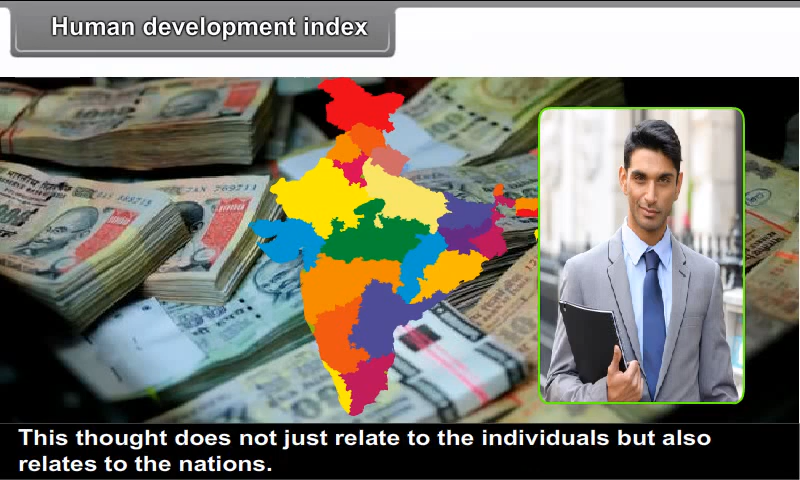 Human development index
This thought does not just relate to the individuals but also
relates to the nations.